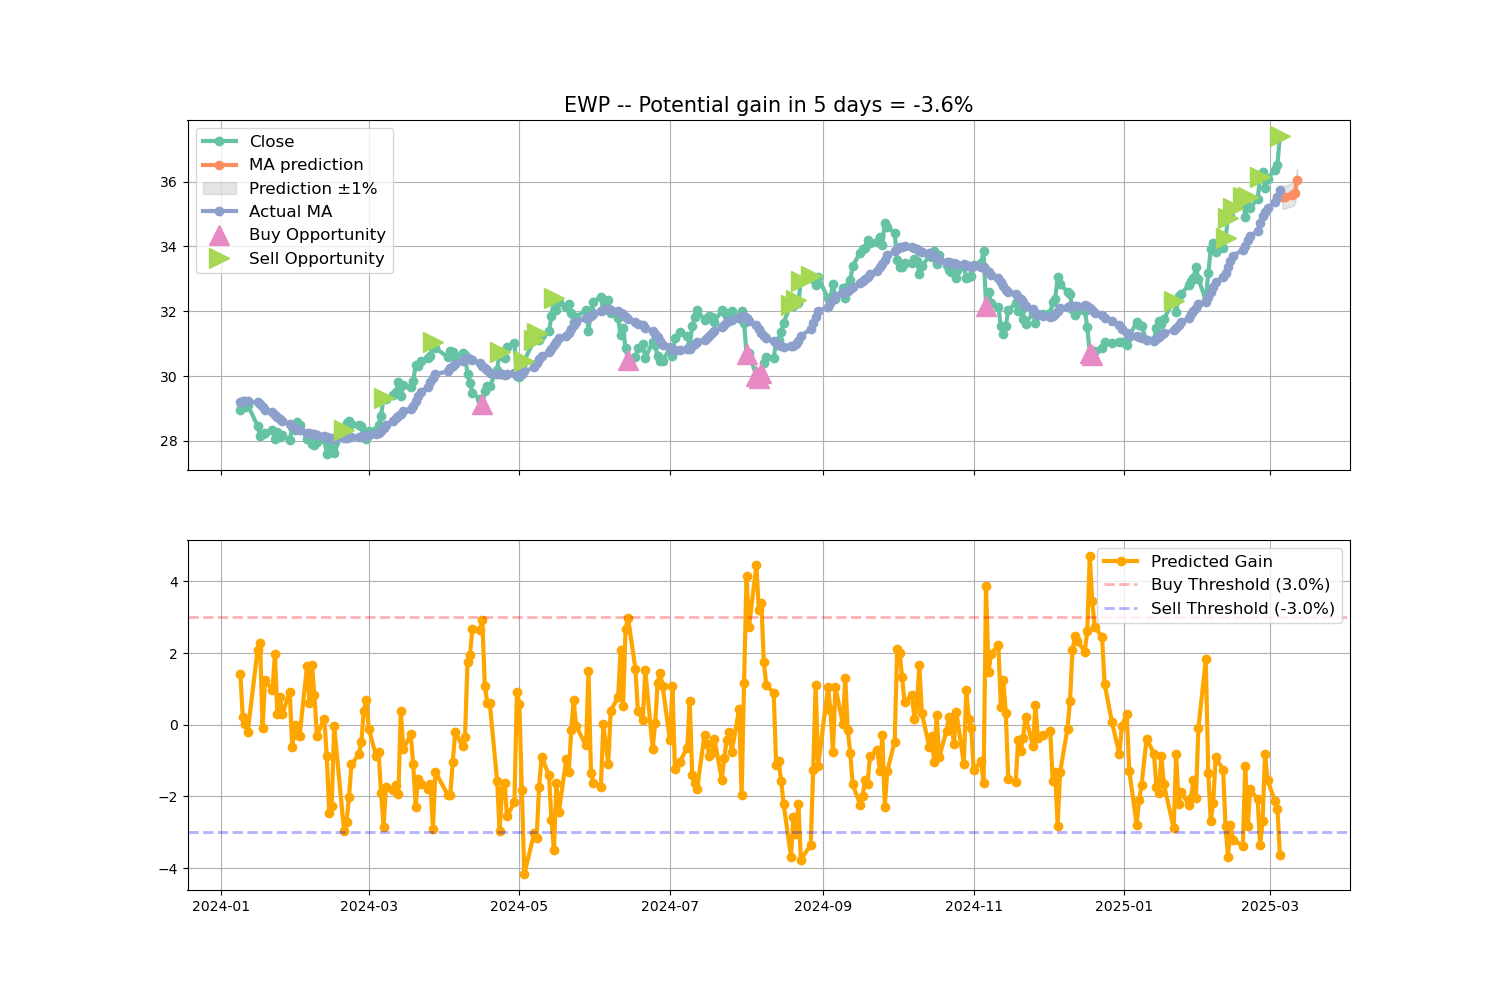 EWP -- Potential gain in 5 days = -3.6%
Close
MA prediction
Prediction ±1%
Actual MA
Buy Opportunity
Sell Opportunity
36
34
32
30
28
Predicted Gain
Buy Threshold (3.0%)
Sell Threshold (-3.0%)
4
2
0
−2
−4
2024-01 2024-03 2024-05 2024-07 2024-09 2024-11 2025-01 2025-03